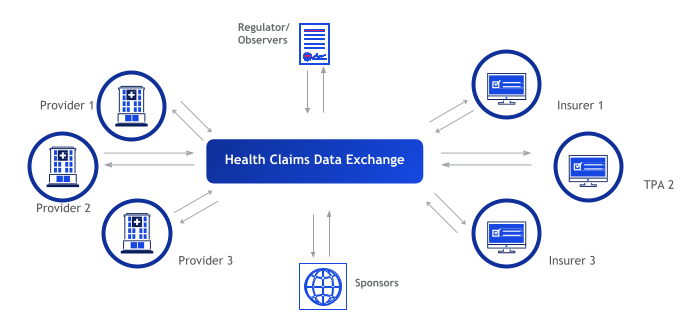 Regulator/
Observers
Provider 1
Insurer 1
Health Claims Data Exchange
TPA 2
Provider 2
Provider 3
Insurer 3
Sponsors